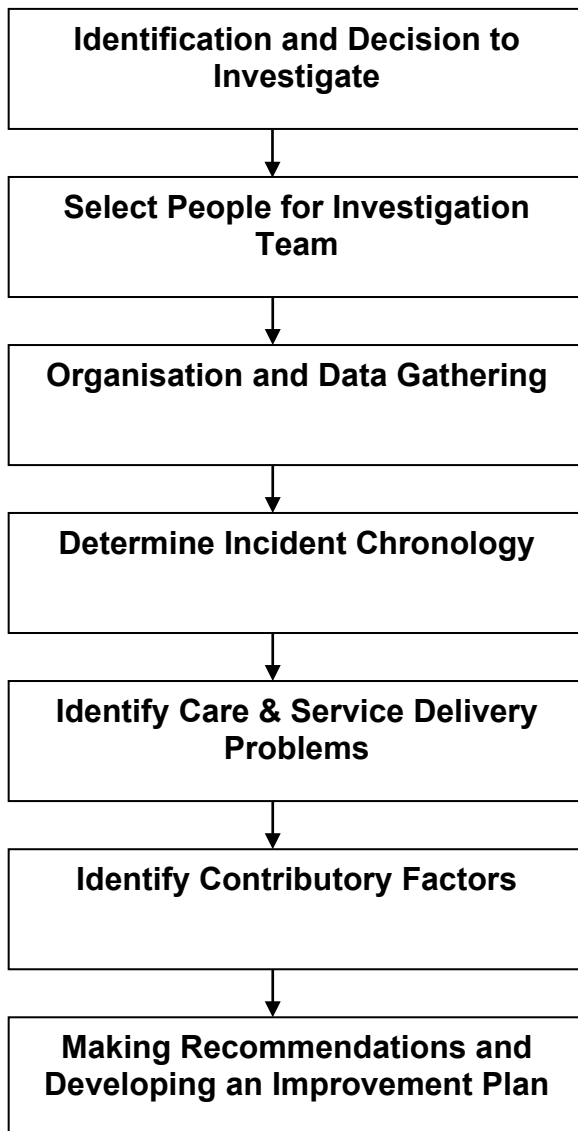 Identification and Decision to
Investigate
Select People for Investigation
Team
Organisation and Data Gathering
Determine Incident Chronology
Identify Care & Service Delivery
Problems
Identify Contributory Factors
Making Recommendations and
Developing an Improvement Plan